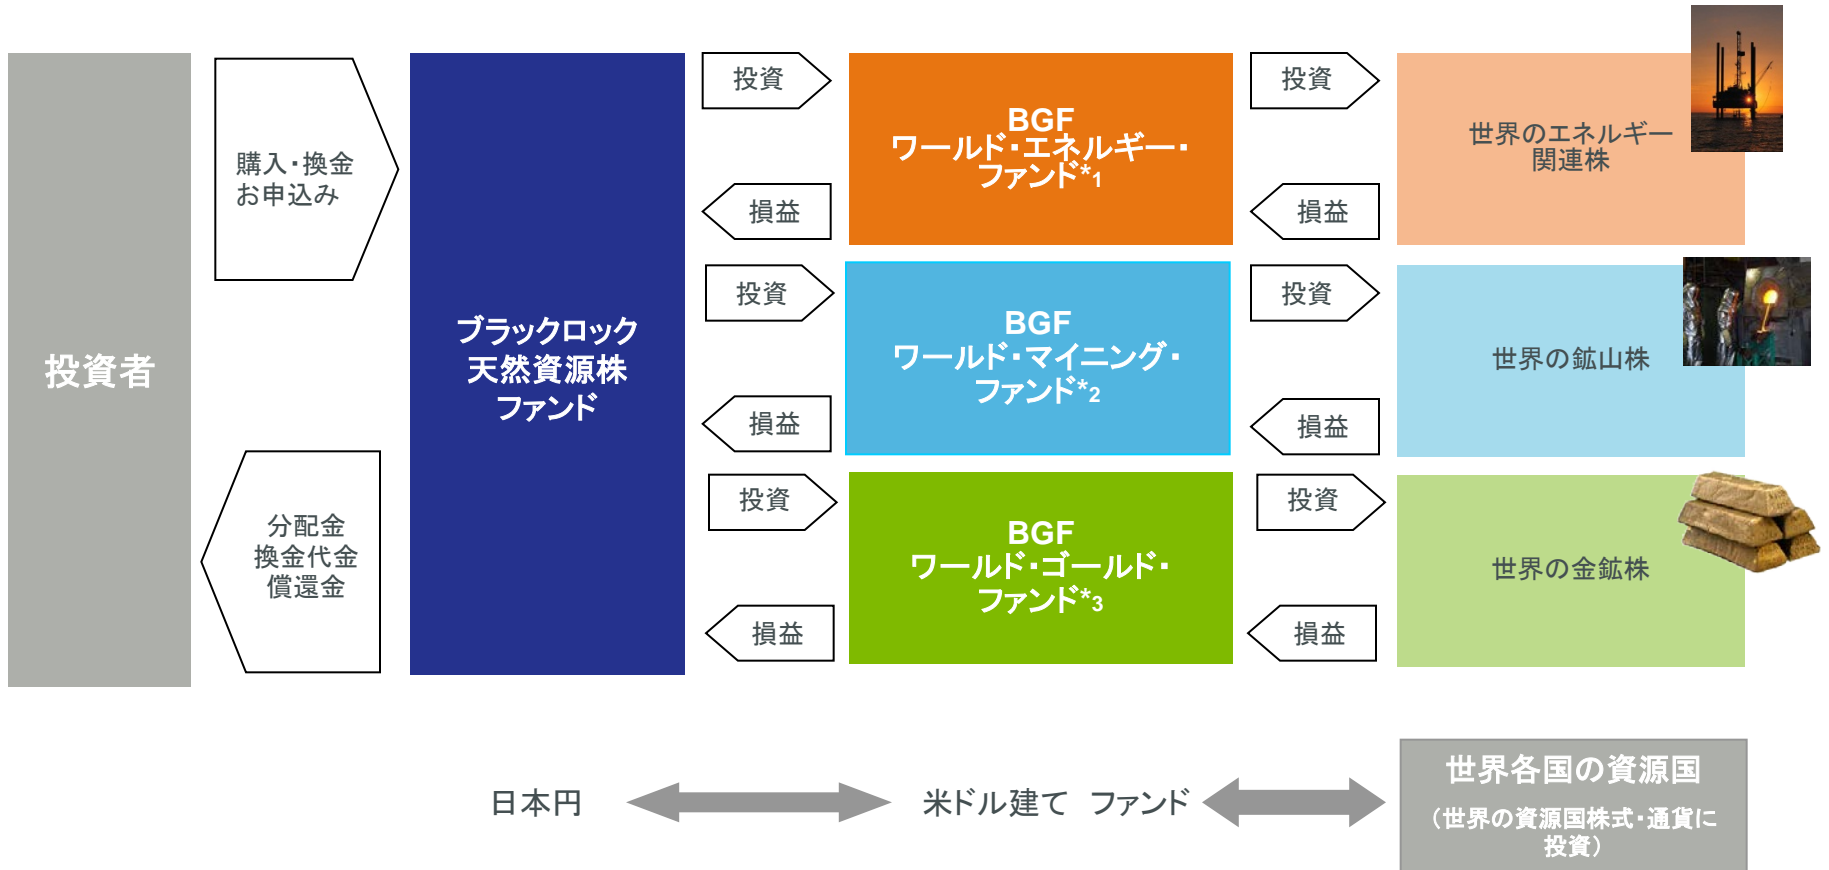 投資者
購入・換金
お申込み
分配金
換金代金
償還金
ブラックロック
天然資源株
ファンド
投資
損益
投資
損益
投資
損益
BGF
ワールド・エネルギー・
ファンド*1
BGF
ワールド・マイニング・
ファンド*2
BGF
ワールド・ゴールド・
ファンド*3
投資
損益
投資
損益
投資
損益
世界のエネルギー
関連株
世界の鉱山株
世界の金鉱株
日本円
米ドル建て ファンド
世界各国の資源国
（世界の資源国株式・通貨に
投資）